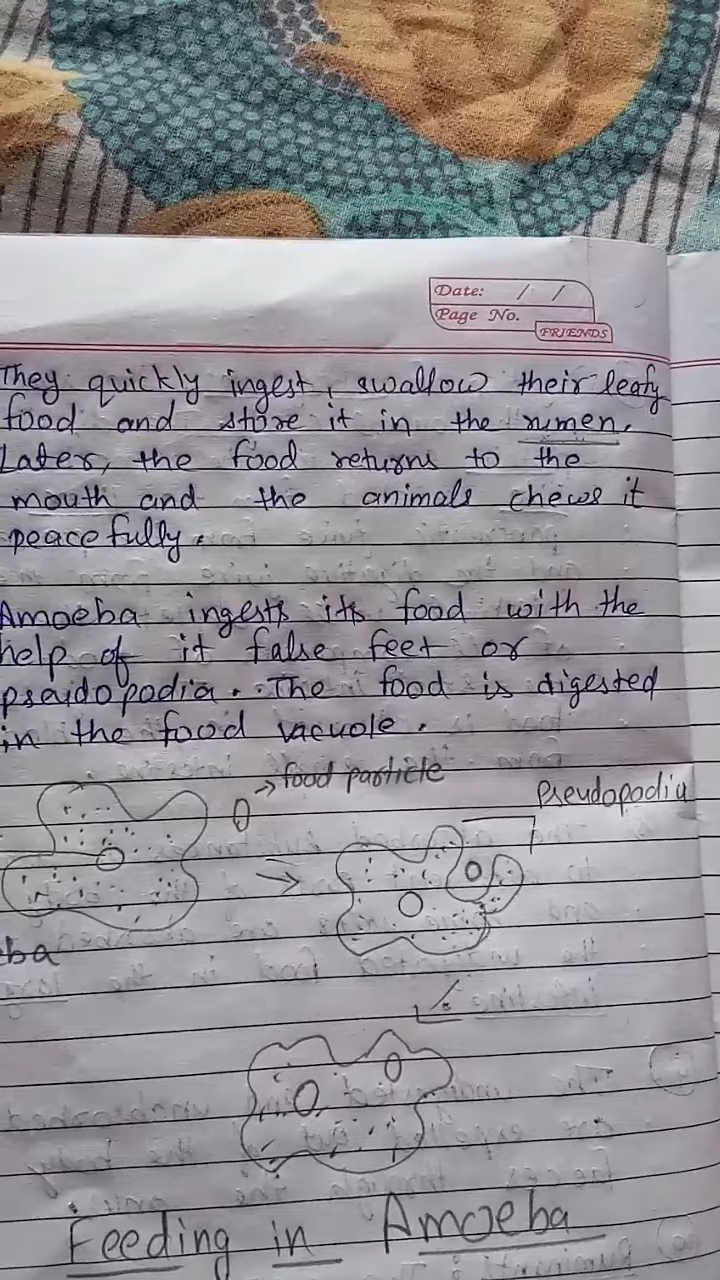 Date: / /
Page No.
FRIENDS
They quickly ingest, swallow their leafy
food and store it in the rumen.
Later, the food returns to the
mouth and the animals chews it
peacefully.
Amoeba ingests its food with the
help of it false feet or
pseudopodia. The food is digested
in the food vacuole.
→ food particle
Pseudopodia
ba
Feeding in Amoeba